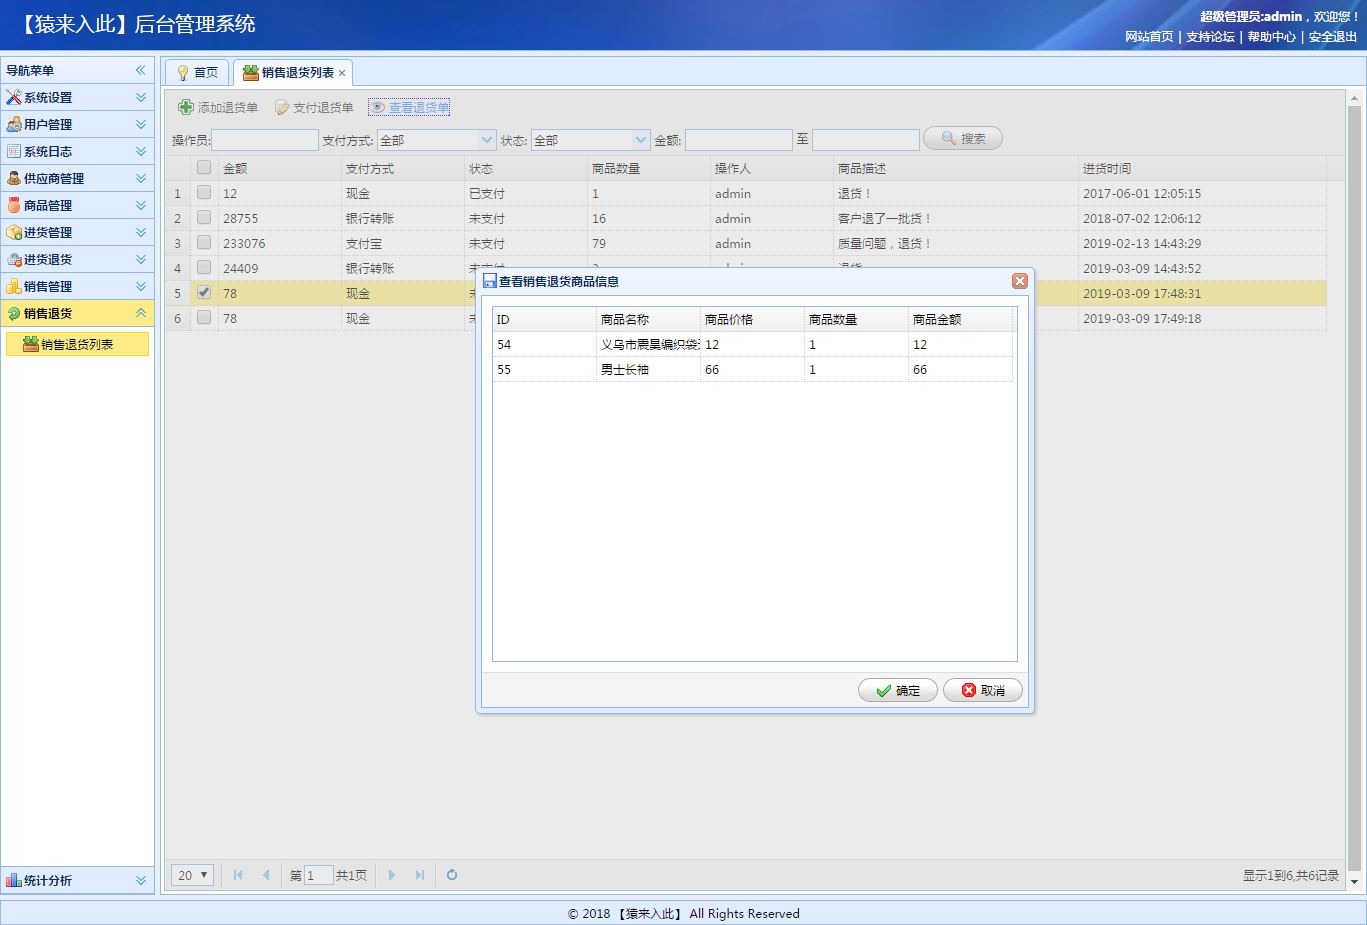 【猿来入此】后台管理系统
超级管理员:admin，欢迎您！
网站首页 | 支持论坛 | 帮助中心 | 安全退出
导航菜单
系统设置
用户管理
系统日志
供应商管理
商品管理
进货管理
进货退货
销售管理
销售退货
销售退货列表
统计分析
首页 销售退货列表
添加退货单 支付退货单 查看退货单
操作员: 支付方式: 全部 状态: 全部 金额: 至 搜索
金额 支付方式 状态 商品数量 操作人 商品描述 进货时间
1 12 现金 已支付 1 admin 退货！ 2017-06-01 12:05:15
2 28755 银行转账 未支付 16 admin 客户退了一批货！ 2018-07-02 12:06:12
3 233076 支付宝 未支付 79 admin 质量问题，退货！ 2019-02-13 14:43:29
4 24409 银行转账 2019-03-09 14:43:52
5 78 现金 2019-03-09 17:48:31
6 78 现金 2019-03-09 17:49:18
查看销售退货商品信息
ID 商品名称 商品价格 商品数量 商品金额
54 义乌市震昊编织袋 12 1 12
55 男士长袖 66 1 66
确定 取消
20 第 1 共1页
显示1到6,共6记录
© 2018 【猿来入此】 All Rights Reserved